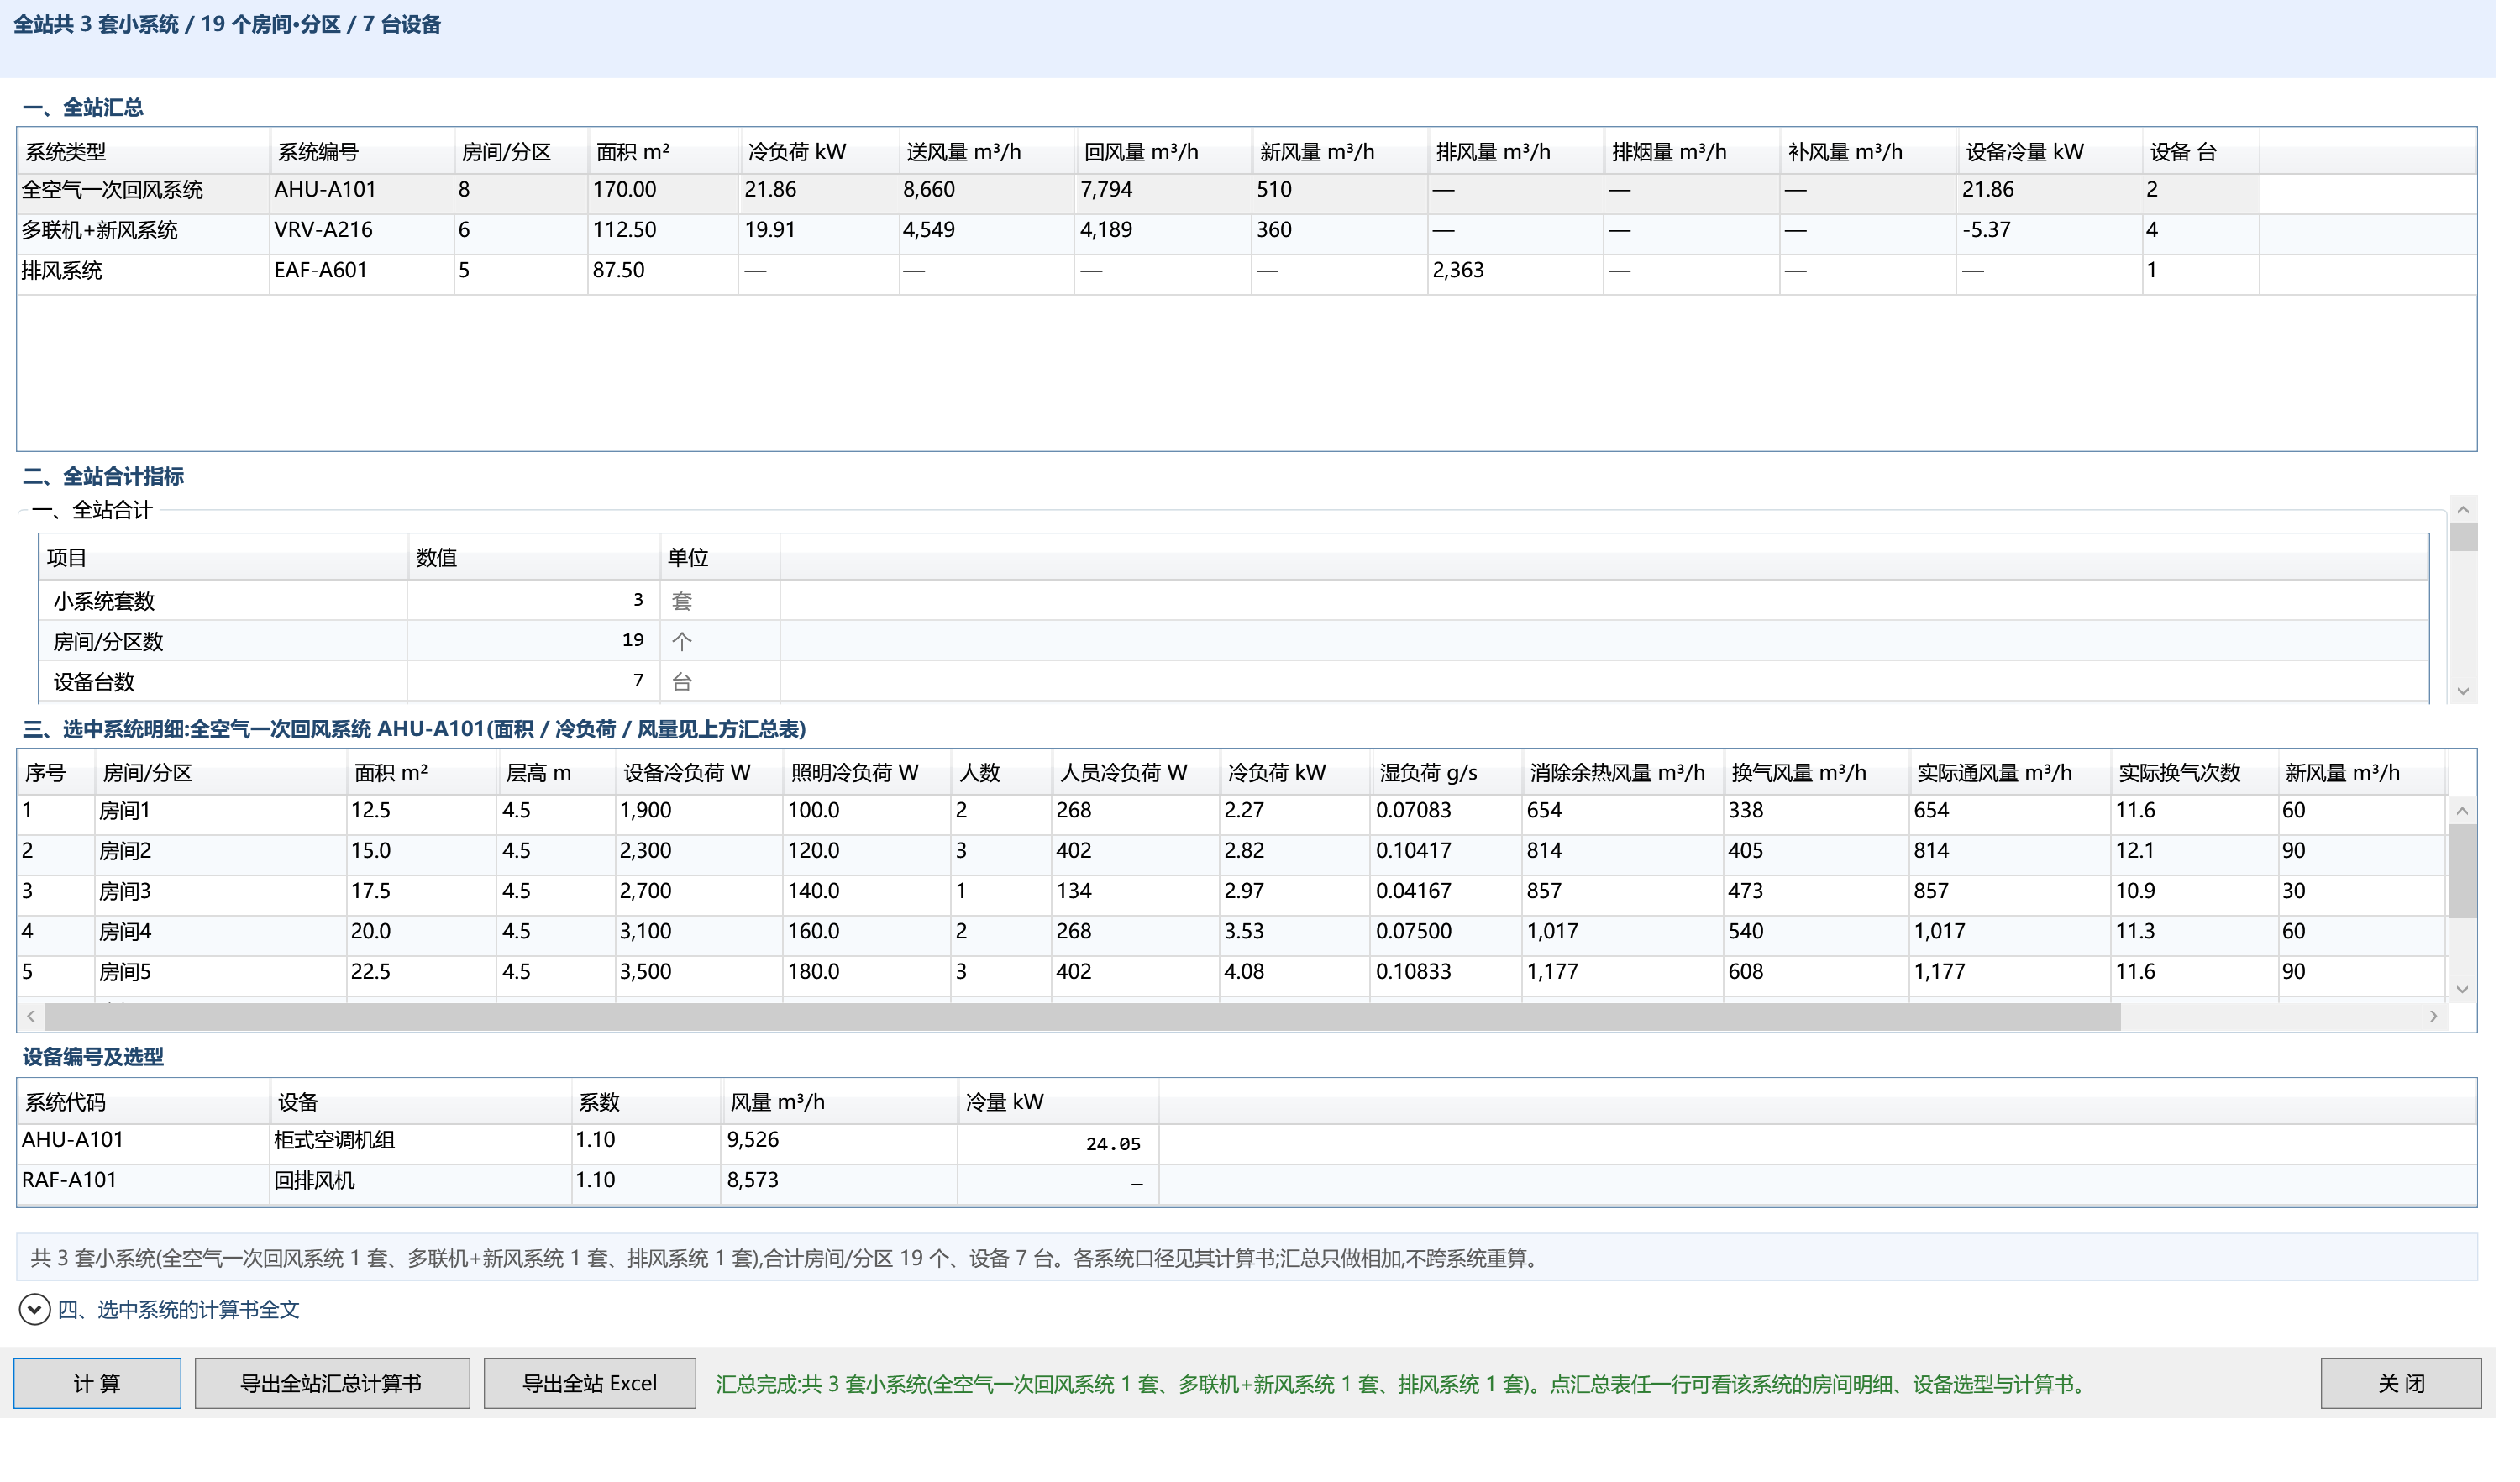 全站共 3 套小系统 / 19 个房间•分区 / 7 台设备
一、全站汇总
系统类型 系统编号 房间/分区 面积 m² 冷负荷 kW 送风量 m³/h 回风量 m³/h 新风量 m³/h 排风量 m³/h 排烟量 m³/h 补风量 m³/h 设备冷量 kW 设备 台
全空气一次回风系统 AHU-A101 8 170.00 21.86 8,660 7,794 510 — — — 21.86 2
多联机+新风系统 VRV-A216 6 112.50 19.91 4,549 4,189 360 — — — -5.37 4
排风系统 EAF-A601 5 87.50 — — — — 2,363 — — — 1
二、全站合计指标
一、全站合计
项目 数值 单位
小系统套数 3 套
房间/分区数 19 个
设备台数 7 台
三、选中系统明细:全空气一次回风系统 AHU-A101(面积 / 冷负荷 / 风量见上方汇总表)
序号 房间/分区 面积 m² 层高 m 设备冷负荷 W 照明冷负荷 W 人数 人员冷负荷 W 冷负荷 kW 湿负荷 g/s 消除余热风量 m³/h 换气风量 m³/h 实际通风量 m³/h 实际换气次数 新风量 m³/h
1 房间1 12.5 4.5 1,900 100.0 2 268 2.27 0.07083 654 338 654 11.6 60
2 房间2 15.0 4.5 2,300 120.0 3 402 2.82 0.10417 814 405 814 12.1 90
3 房间3 17.5 4.5 2,700 140.0 1 134 2.97 0.04167 857 473 857 10.9 30
4 房间4 20.0 4.5 3,100 160.0 2 268 3.53 0.07500 1,017 540 1,017 11.3 60
5 房间5 22.5 4.5 3,500 180.0 3 402 4.08 0.10833 1,177 608 1,177 11.6 90
设备编号及选型
系统代码 设备 系数 风量 m³/h 冷量 kW
AHU-A101 柜式空调机组 1.10 9,526 24.05
RAF-A101 回排风机 1.10 8,573 —
共 3 套小系统(全空气一次回风系统 1 套、多联机+新风系统 1 套、排风系统 1 套),合计房间/分区 19 个、设备 7 台。各系统口径见其计算书;汇总只做相加,不跨系统重算。
四、选中系统的计算书全文
计 算 导出全站汇总计算书 导出全站 Excel 汇总完成:共 3 套小系统(全空气一次回风系统 1 套、多联机+新风系统 1 套、排风系统 1 套)。点汇总表任一行可看该系统的房间明细、设备选型与计算书。 关 闭